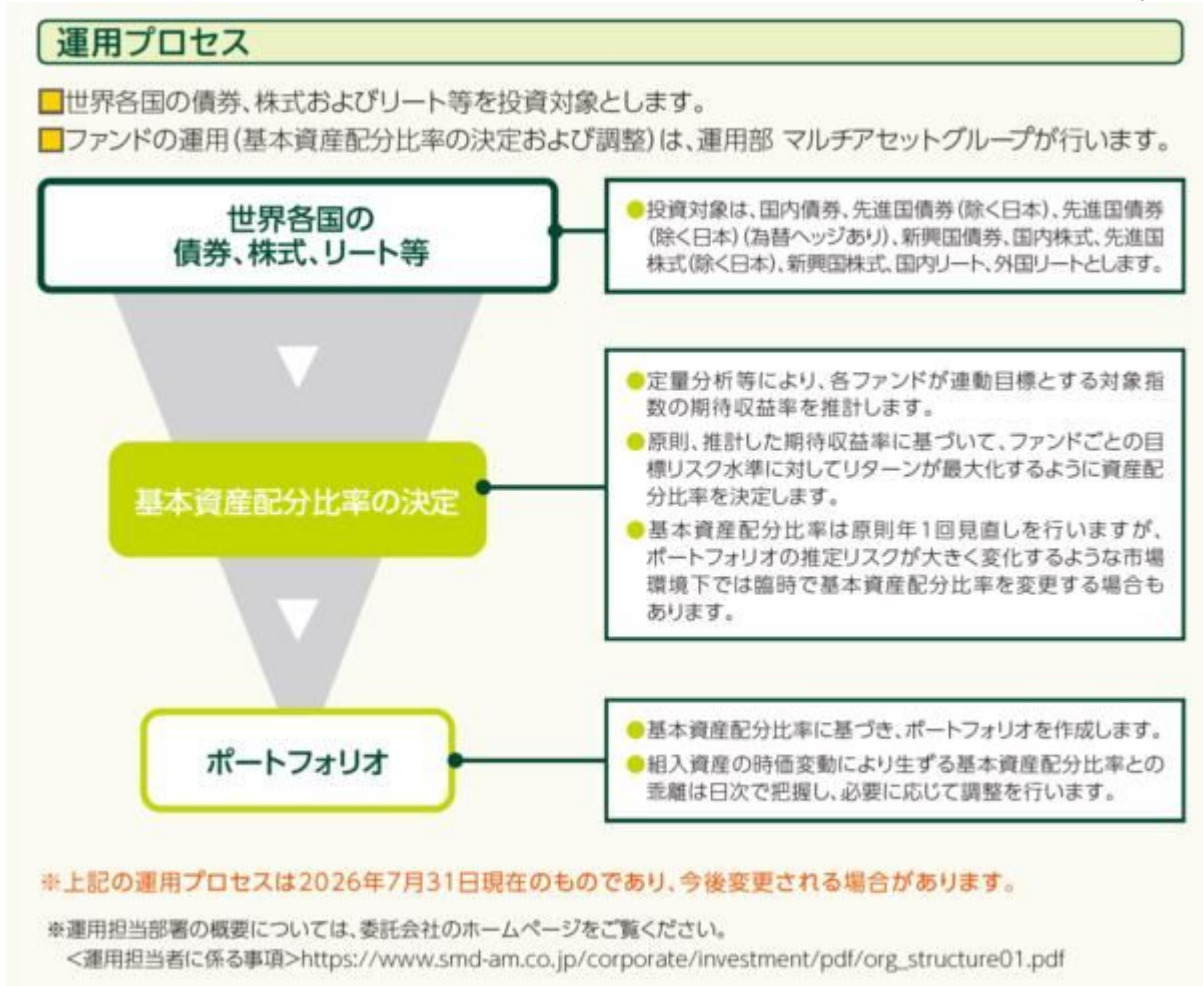 運用プロセス
世界各国の債券、株式およびリート等を投資対象とします。
ファンドの運用(基本資産配分比率の決定および調整)は、運用部 マルチアセットグループが行います。
世界各国の
債券、株式、リート等
●投資対象は、国内債券、先進国債券(除く日本)、先進国債券
(除く日本)(為替ヘッジあり)、新興国債券、国内株式、先進国
株式(除く日本)、新興国株式、国内リート、外国リートとします。
基本資産配分比率の決定
●定量分析等により、各ファンドが連動目標とする対象指
数の期待収益率を推計します。
●原則、推計した期待収益率に基づいて、ファンドごとの目
標リスク水準に対してリターンが最大化するように資産配
分比率を決定します。
●基本資産配分比率は原則年1回見直しを行いますが、
ポートフォリオの推定リスクが大きく変化するような市場
環境下では臨時で基本資産配分比率を変更する場合も
あります。
ポートフォリオ
●基本資産配分比率に基づき、ポートフォリオを作成します。
●組入資産の時価変動により生ずる基本資産配分比率との
乖離は日次で把握し、必要に応じて調整を行います。
※上記の運用プロセスは2026年7月31日現在のものであり、今後変更される場合があります。
※運用担当部署の概要については、委託会社のホームページをご覧ください。
<運用担当者に係る事項>https://www.smd-am.co.jp/corporate/investment/pdf/org_structure01.pdf